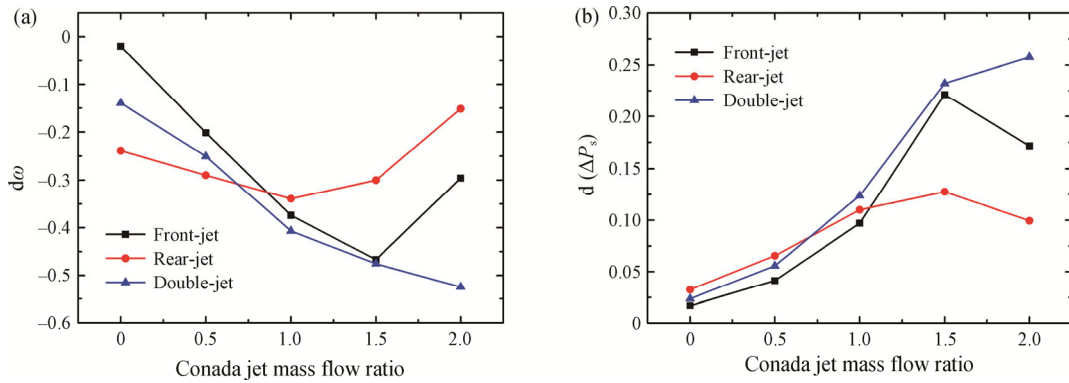 (a)
0
−0.1
−0.2
−0.3
−0.4
−0.5
−0.6
dω
Front-jet
Rear-jet
Double-jet
0 0.5 1.0 1.5 2.0
Conada jet mass flow ratio
(b)
0.30
0.25
0.20
0.15
0.10
0.05
0
d (ΔPs)
Front-jet
Rear-jet
Double-jet
0 0.5 1.0 1.5 2.0
Conada jet mass flow ratio